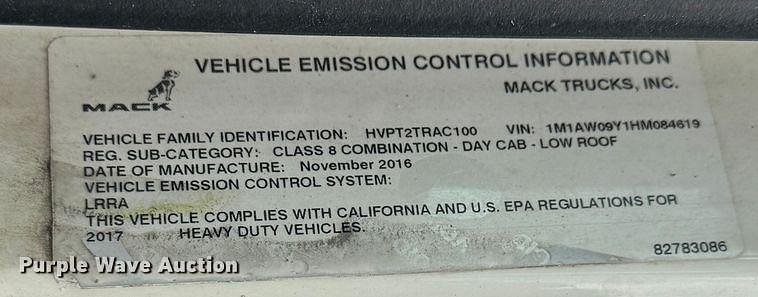 VEHICLE EMISSION CONTROL INFORMATION
MACK
MACK TRUCKS, INC.
VEHICLE FAMILY IDENTIFICATION: HVPT2TRAC100 VIN: 1M1AW09Y1HM084619
REG. SUB-CATEGORY: CLASS 8 COMBINATION - DAY CAB - LOW ROOF
DATE OF MANUFACTURE: November 2016
VEHICLE EMISSION CONTROL SYSTEM:
LRRA
THIS VEHICLE COMPLIES WITH CALIFORNIA AND U.S. EPA REGULATIONS FOR
2017 HEAVY DUTY VEHICLES.
82783086
Purple Wave Auction